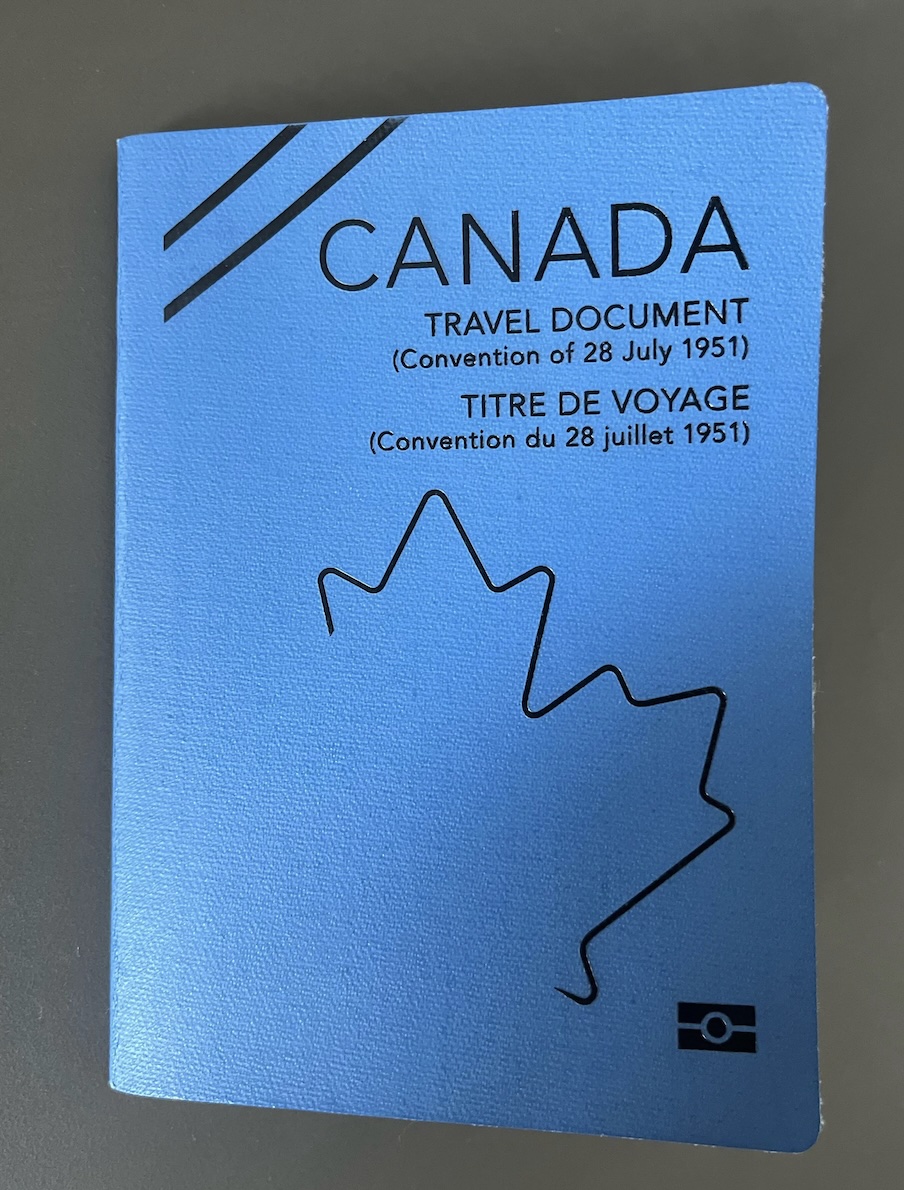 CANADA
TRAVEL DOCUMENT
(Convention of 28 July 1951)
TITRE DE VOYAGE
(Convention du 28 juillet 1951)